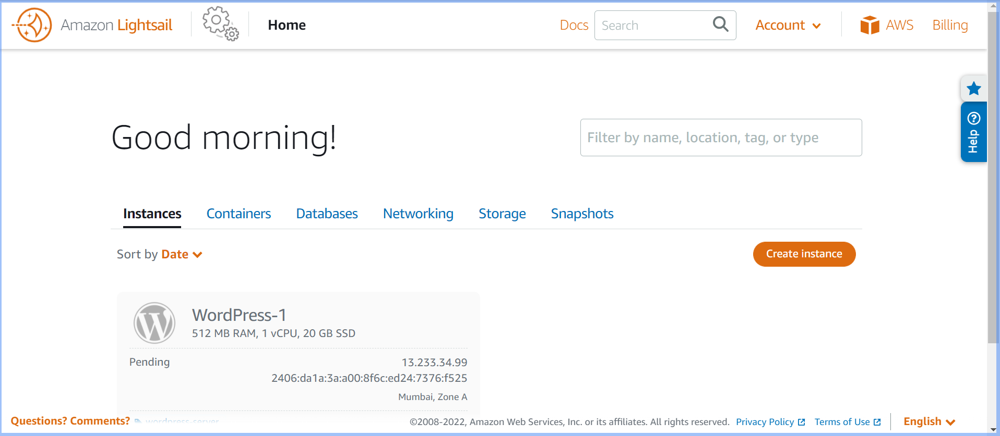 Amazon Lightsail
Home
Docs
Search
Account
AWS
Billing
Help
Good morning!
Filter by name, location, tag, or type
Instances
Containers
Databases
Networking
Storage
Snapshots
Sort by Date
Create instance
WordPress-1
512 MB RAM, 1 vCPU, 20 GB SSD
Pending
13.233.34.99
2406:da1a:3a:a00:8f6c:ed24:7376:f525
Mumbai, Zone A
Questions? Comments?
wordpress-server
©2008-2022, Amazon Web Services, Inc. or its affiliates. All rights reserved.
Privacy Policy
Terms of Use
English